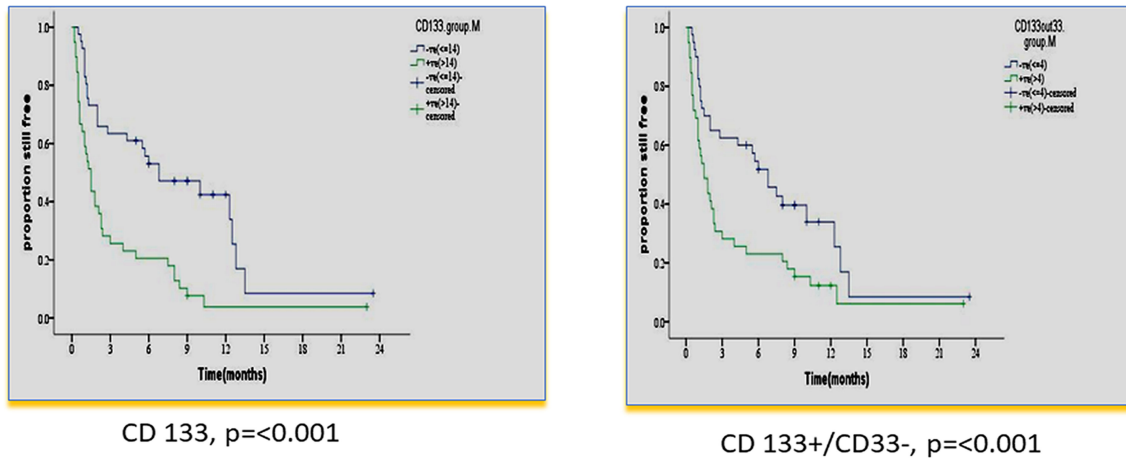 CD133.group.M
-ve(<=14)
+ve(>14)
-ve(<=14)-
censored
+ve(>14)-
censored
1.0
0.8
0.6
0.4
0.2
0.0
proportion still free
0 3 6 9 12 15 18 21 24
Time(months)
CD 133, p=<0.001
CD133out33.
group.M
-ve(<=4)
+ve(>4)
-ve(<=4)-censored
+ve(>4)-censored
1.0
0.8
0.6
0.4
0.2
0.0
proportion still free
0 3 6 9 12 15 18 21 24
Time(months)
CD 133+/CD33-, p=<0.001